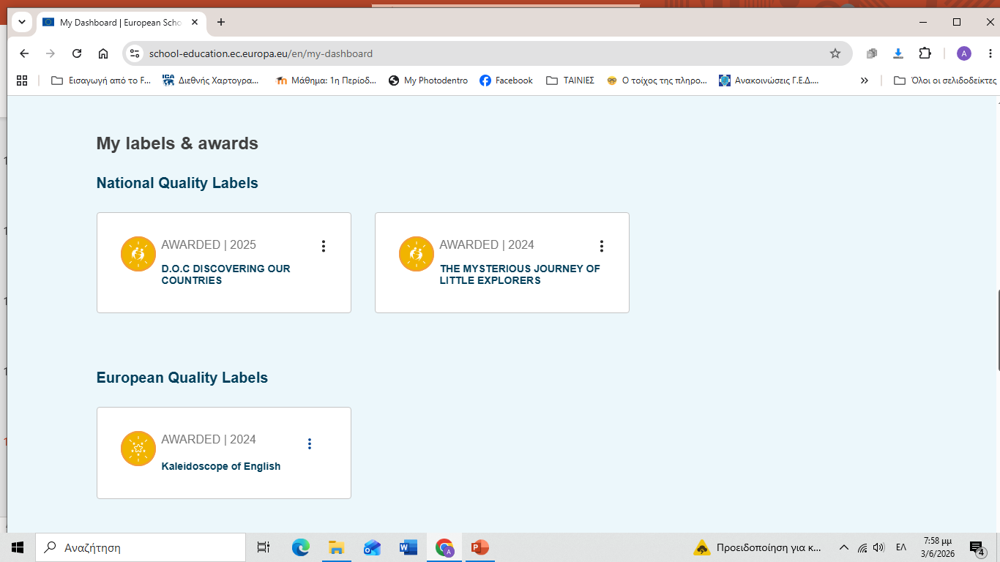 My Dashboard | European Scho
school-education.ec.europa.eu/en/my-dashboard
A
Εισαγωγή από το F...
ICA
Διεθνής Χαρτογρα...
Μάθημα: 1η Περίοδ...
My Photodentro
Facebook
ΤΑΙΝΙΕΣ
Ο τοίχος της πληρο...
Ανακοινώσεις Γ.Ε.Δ....
Όλοι οι σελιδοδείκτες
My labels & awards
National Quality Labels
AWARDED | 2025
D.O.C DISCOVERING OUR
COUNTRIES
AWARDED | 2024
THE MYSTERIOUS JOURNEY OF
LITTLE EXPLORERS
European Quality Labels
AWARDED | 2024
Kaleidoscope of English
Αναζήτηση
Προειδοποίηση για κ...
ΕΛ
7:58 μμ
3/6/2026
4